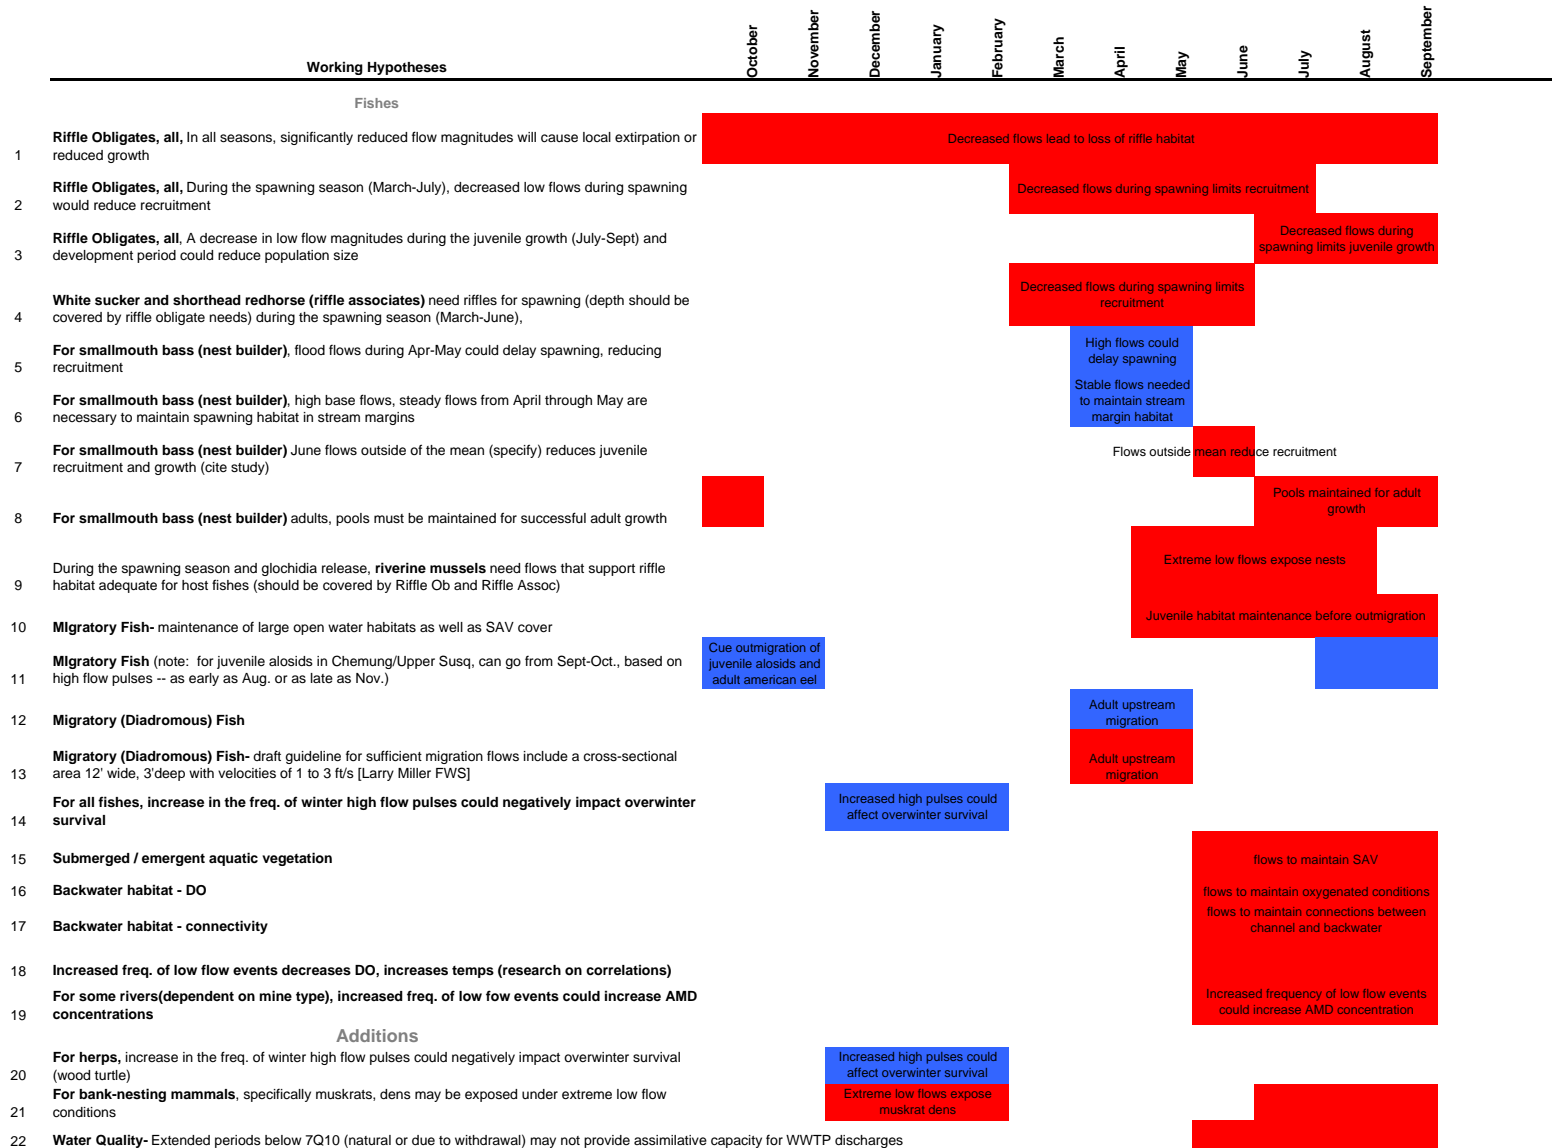 October
November
December
January
February
March
April
May
June
July
August
September
Working Hypotheses
Fishes
Riffle Obligates, all, In all seasons, significantly reduced flow magnitudes will cause local extirpation or
1 reduced growth
Decreased flows lead to loss of riffle habitat
Riffle Obligates, all, During the spawning season (March-July), decreased low flows during spawning
2 would reduce recruitment
Decreased flows during spawning limits recruitment
Riffle Obligates, all, A decrease in low flow magnitudes during the juvenile growth (July-Sept) and
3 development period could reduce population size
Decreased flows during
spawning limits juvenile growth
White sucker and shorthead redhorse (riffle associates) need riffles for spawning (depth should be
4 covered by riffle obligate needs) during the spawning season (March-June),
Decreased flows during spawning limits
recruitment
For smallmouth bass (nest builder), flood flows during Apr-May could delay spawning, reducing
5 recruitment
High flows could
delay spawning
For smallmouth bass (nest builder), high base flows, steady flows from April through May are
6 necessary to maintain spawning habitat in stream margins
Stable flows needed
to maintain stream
margin habitat
For smallmouth bass (nest builder) June flows outside of the mean (specify) reduces juvenile
7 recruitment and growth (cite study)
Flows outside mean reduce recruitment
8 For smallmouth bass (nest builder) adults, pools must be maintained for successful adult growth
Pools maintained for adult
growth
During the spawning season and glochidia release, riverine mussels need flows that support riffle
9 habitat adequate for host fishes (should be covered by Riffle Ob and Riffle Assoc)
Extreme low flows expose nests
10 MIgratory Fish- maintenance of large open water habitats as well as SAV cover
Juvenile habitat maintenance before outmigration
MIgratory Fish (note:  for juvenile alosids in Chemung/Upper Susq, can go from Sept-Oct., based on
11 high flow pulses -- as early as Aug. or as late as Nov.)
Cue outmigration of
juvenile alosids and
adult american eel
12 Migratory (Diadromous) Fish
Adult upstream
migration
Migratory (Diadromous) Fish- draft guideline for sufficient migration flows include a cross-sectional
13 area 12' wide, 3'deep with velocities of 1 to 3 ft/s [Larry Miller FWS]
Adult upstream
migration
For all fishes, increase in the freq. of winter high flow pulses could negatively impact overwinter
14 survival
Increased high pulses could
affect overwinter survival
15 Submerged / emergent aquatic vegetation
flows to maintain SAV
16 Backwater habitat - DO
flows to maintain oxygenated conditions
17 Backwater habitat - connectivity
flows to maintain connections between
channel and backwater
18 Increased freq. of low flow events decreases DO, increases temps (research on correlations)
For some rivers(dependent on mine type), increased freq. of low fow events could increase AMD
19 concentrations
Increased frequency of low flow events
could increase AMD concentration
Additions
For herps, increase in the freq. of winter high flow pulses could negatively impact overwinter survival
20 (wood turtle)
Increased high pulses could
affect overwinter survival
For bank-nesting mammals, specifically muskrats, dens may be exposed under extreme low flow
21 conditions
Extreme low flows expose
muskrat dens
22 Water Quality- Extended periods below 7Q10 (natural or due to withdrawal) may not provide assimilative capacity for WWTP discharges